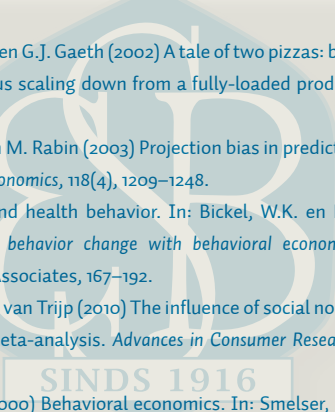 en G.J. Gaeth (2002) A tale of two pizzas: b
us scaling down from a fully-loaded prod
M. Rabin (2003) Projection bias in predict
onomics, 118(4), 1209–1248.
nd health behavior. In: Bickel, W.K. en
behavior change with behavioral econom
Associates, 167–192.
van Trijp (2010) The influence of social no
eta-analysis. Advances in Consumer Resea
SINDS 1916
000) Behavioral economics. In: Smelser,